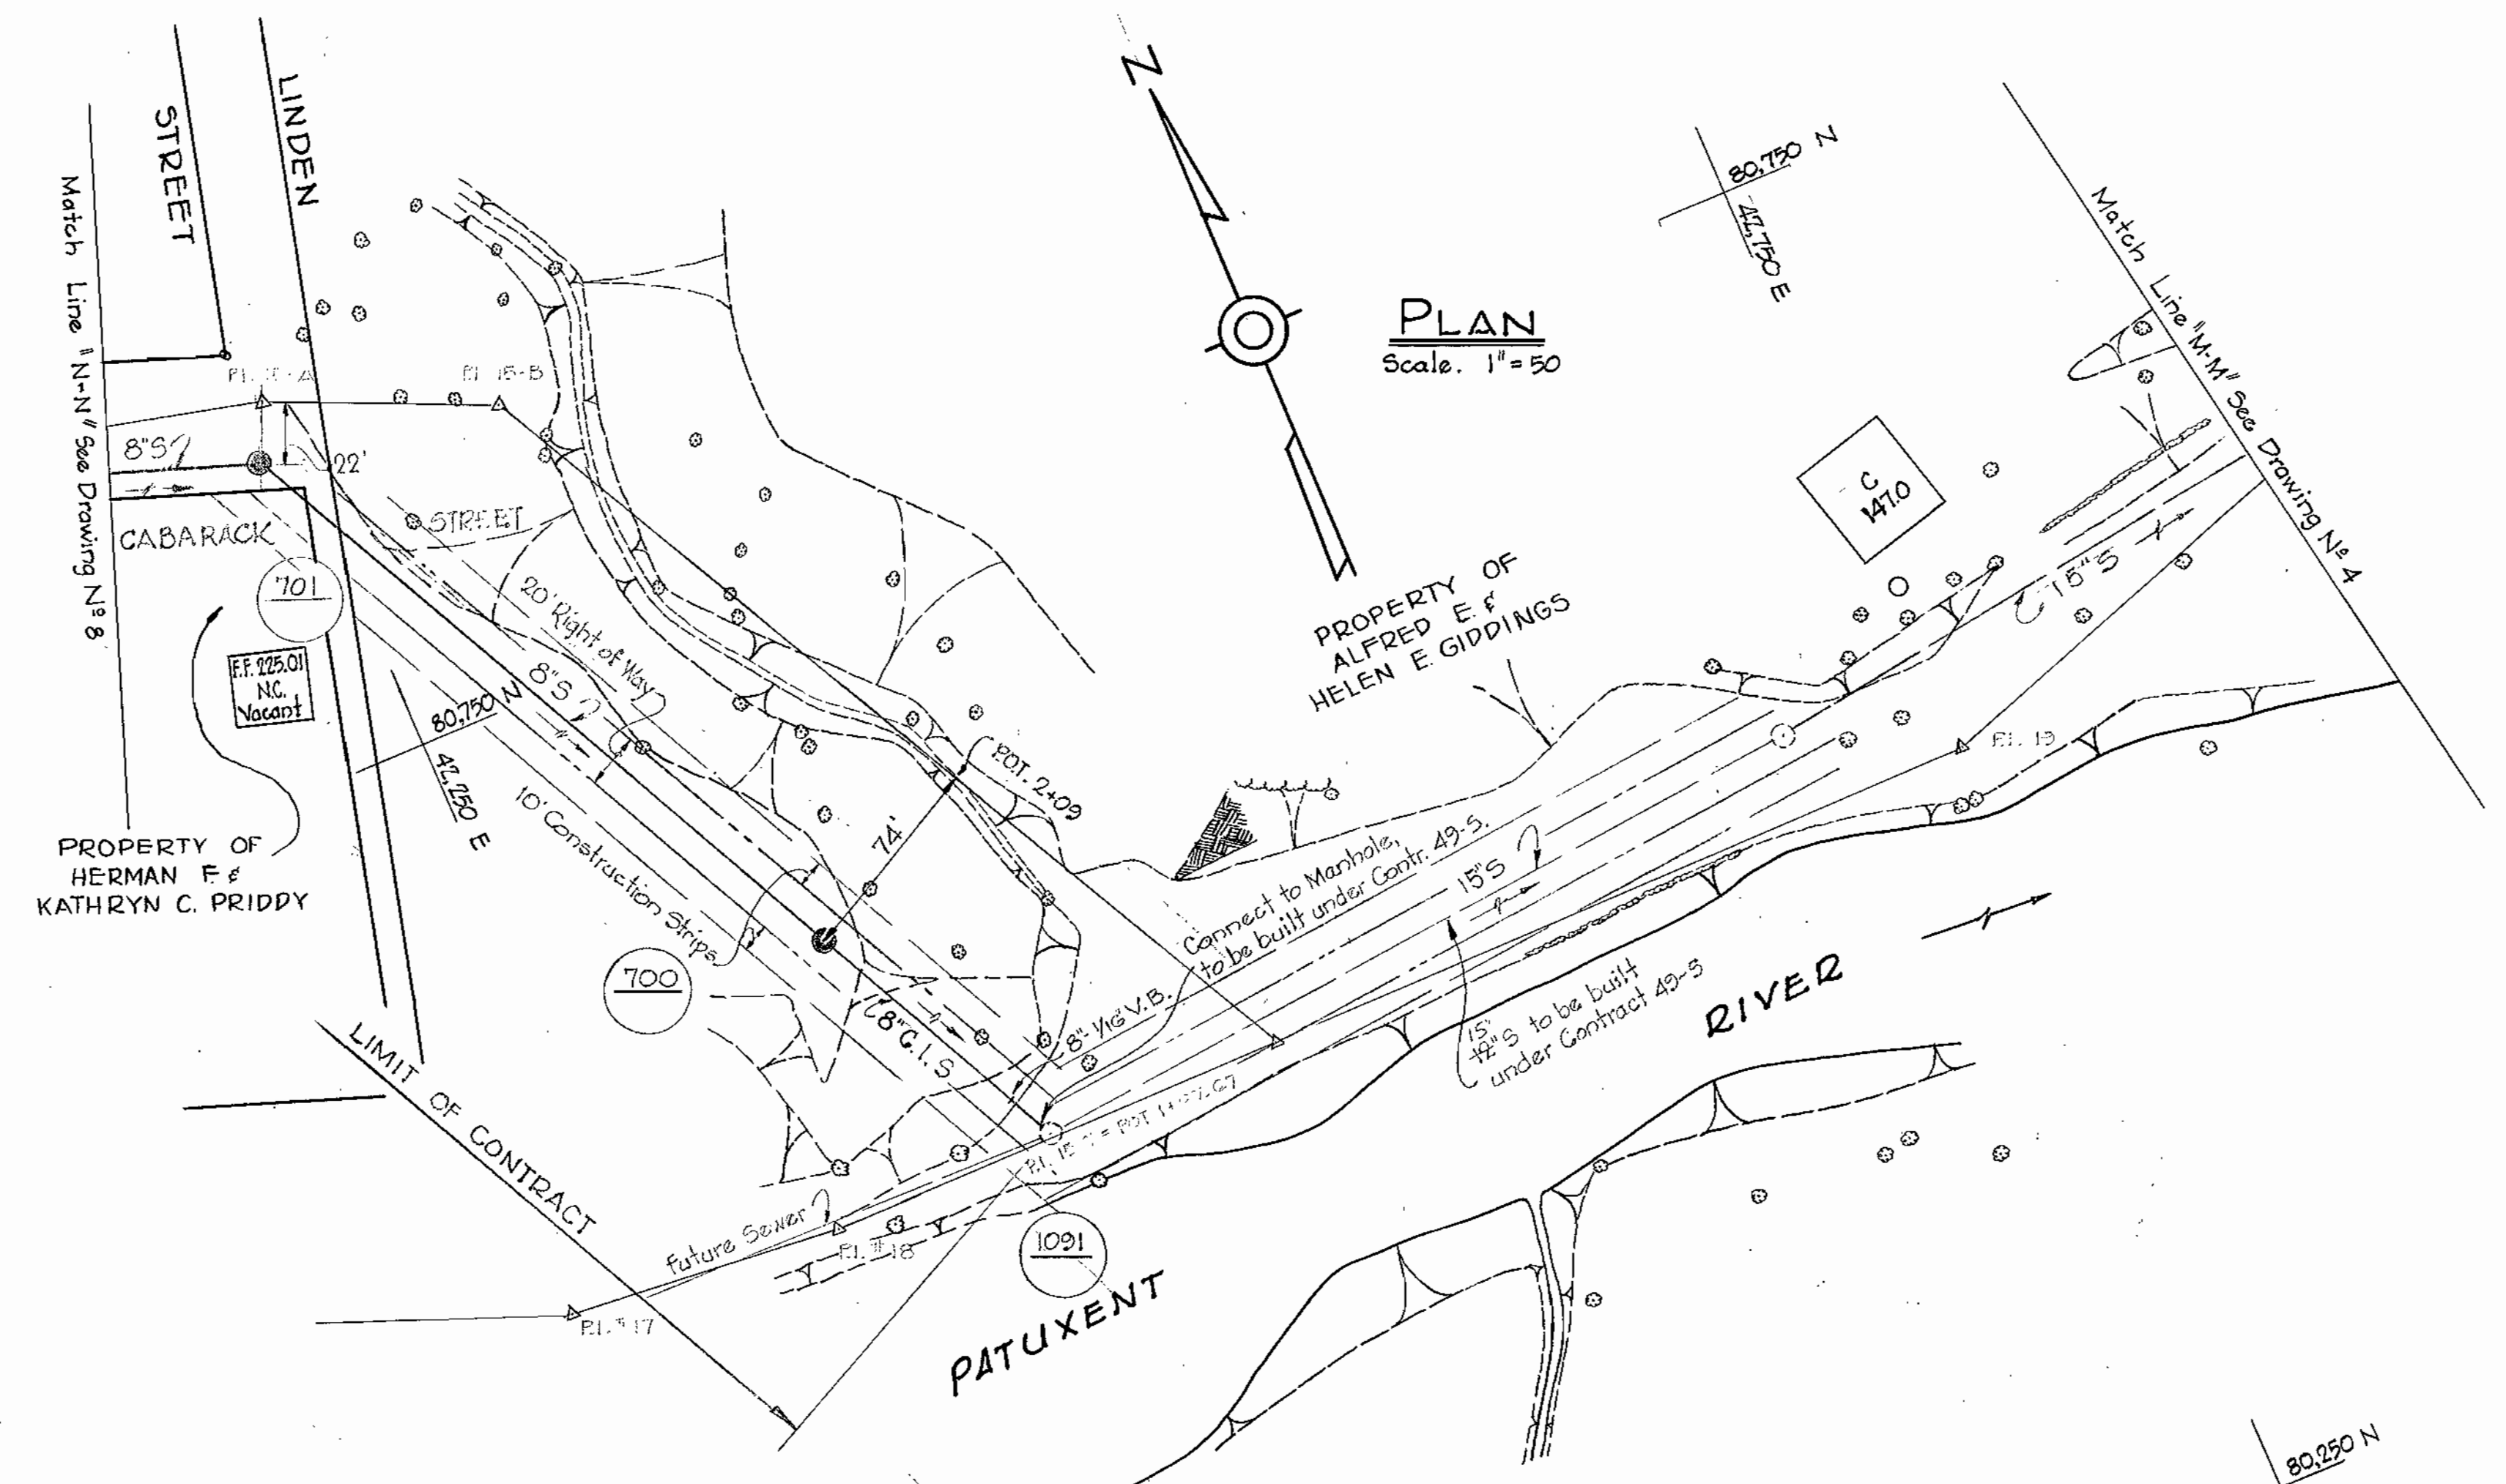 N
LINDEN
STREET
Match Line "N-N" See Drawing Nº 8
80,750 N
42,750 E
PLAN
Scale. 1"=50
Match Line "M-M" See Drawing Nº 4
P.I. 15-B
8"S
22'
CABARACK
STREET
C
147.0
701
20' Right of Way
8"S
F.F. 225.01
N.C.
Vacant
80,750 N
42,250 E
PROPERTY OF
ALFRED E. &
HELEN E. GIDDINGS
15"S
P.I. 19
P.O.T. 2+09
74'
10' Construction Strips
PROPERTY OF
HERMAN F. &
KATHRYN C. PRIDDY
Connect to Manhole,
to be built under Contr. 49-S.
15"S
700
8" C.I. S
8"-1/16 V.B.
15"
12"S to be built
under Contract 49-S
RIVER
LIMIT OF CONTRACT
Future Sewer
P.I. #18
1091
P.I. #17
PATUXENT
80,250 N